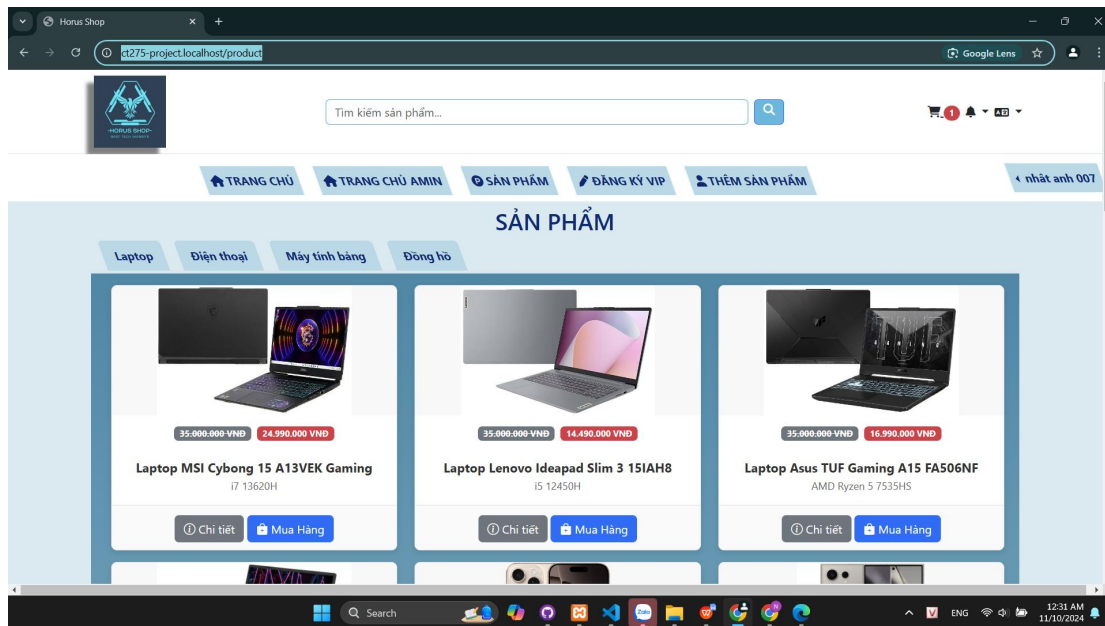 Horus Shop
ct275-project.localhost/product
Google Lens
-HORUS SHOP-
BEST TECH WEBSITE
Tìm kiếm sản phẩm...
1
TRANG CHỦ
TRANG CHỦ AMIN
SẢN PHẨM
ĐĂNG KÝ VIP
THÊM SẢN PHẨM
nhât anh 007
SẢN PHẨM
Laptop
Điện thoại
Máy tính bảng
Đồng hồ
35.000.000 VNĐ 24.990.000 VNĐ
Laptop MSI Cybong 15 A13VEK Gaming
i7 13620H
Chi tiết Mua Hàng
35.000.000 VNĐ 14.490.000 VNĐ
Laptop Lenovo Ideapad Slim 3 15IAH8
i5 12450H
Chi tiết Mua Hàng
35.000.000 VNĐ 16.990.000 VNĐ
Laptop Asus TUF Gaming A15 FA506NF
AMD Ryzen 5 7535HS
Chi tiết Mua Hàng
Search
Zalo
ENG
12:31 AM
11/10/2024